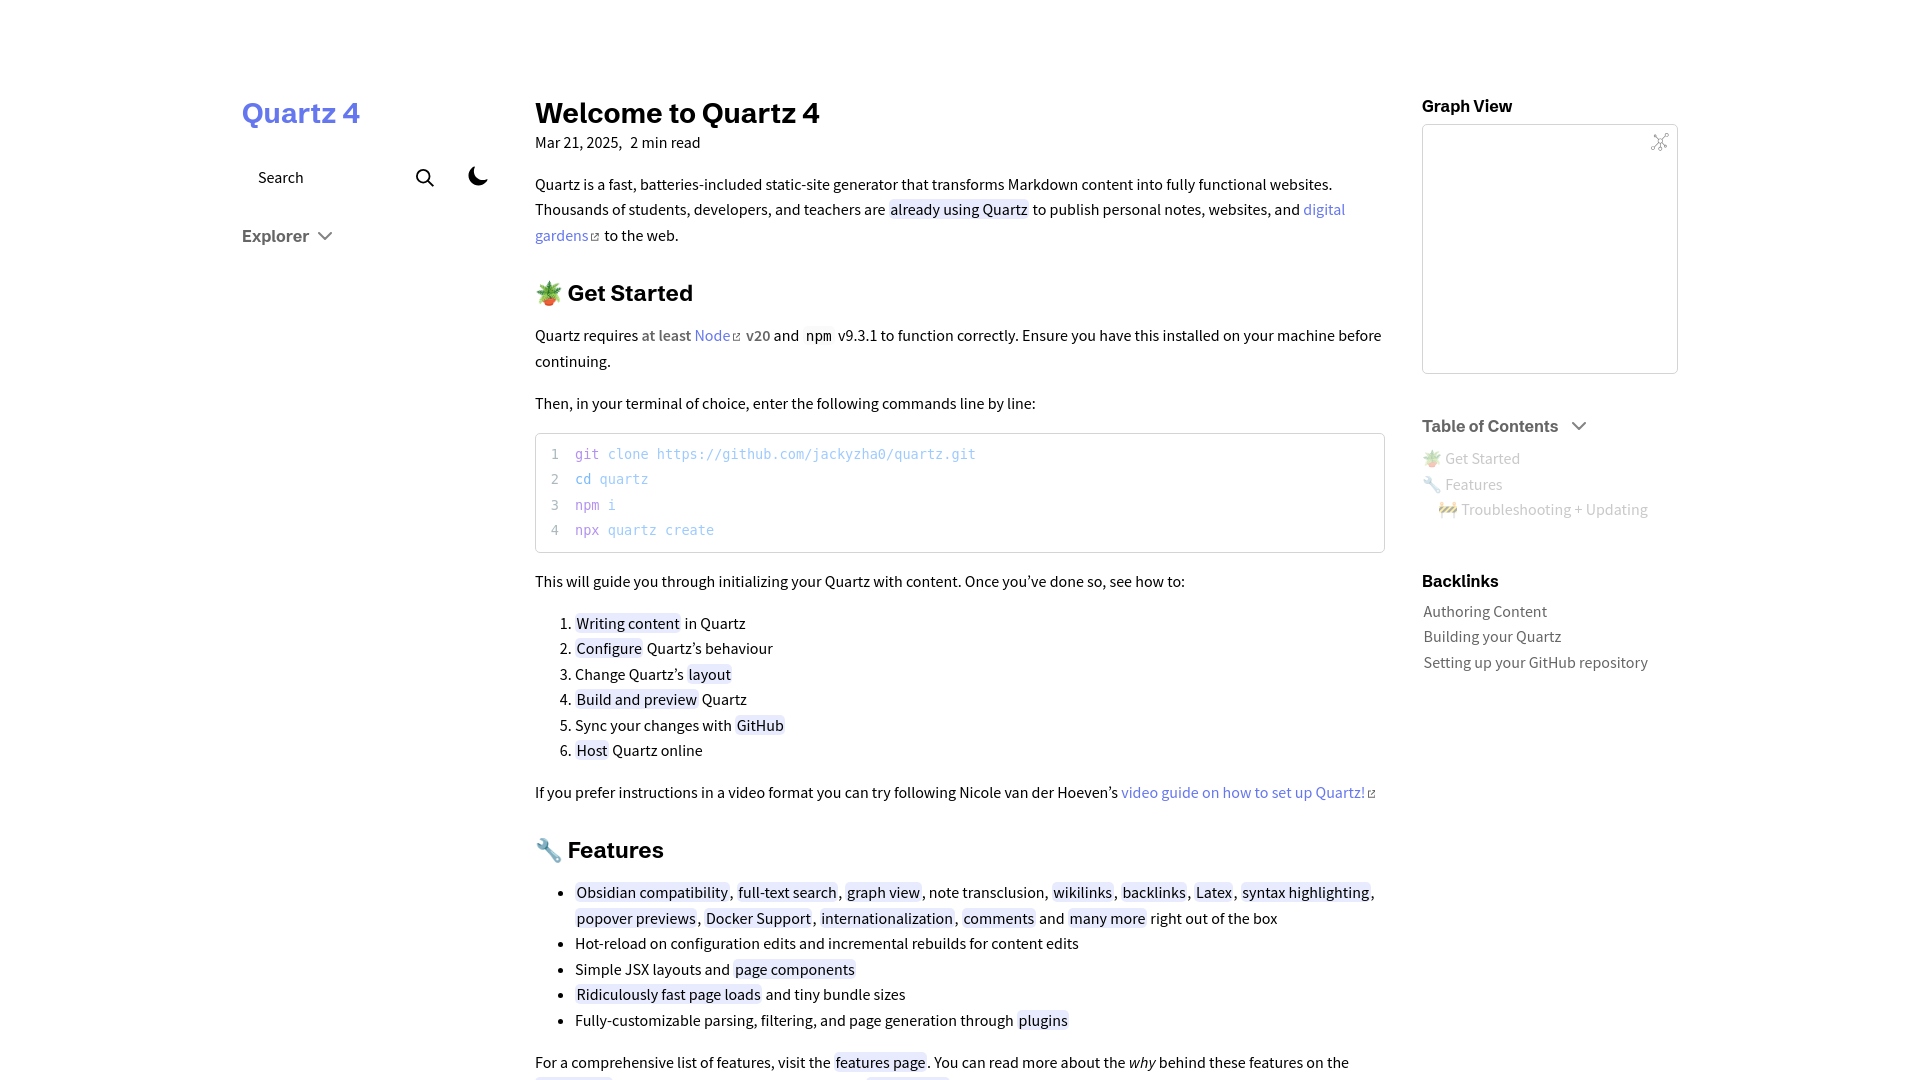 Quartz 4
Search
Explorer
Welcome to Quartz 4
Mar 21, 2025, 2 min read
Quartz is a fast, batteries-included static-site generator that transforms Markdown content into fully functional websites.
Thousands of students, developers, and teachers are already using Quartz to publish personal notes, websites, and digital
gardens to the web.
🪴 Get Started
Quartz requires at least Node v20 and npm v9.3.1 to function correctly. Ensure you have this installed on your machine before
continuing.
Then, in your terminal of choice, enter the following commands line by line:
1 git clone https://github.com/jackyzha0/quartz.git
2 cd quartz
3 npm i
4 npx quartz create
This will guide you through initializing your Quartz with content. Once you’ve done so, see how to:
1. Writing content in Quartz
2. Configure Quartz’s behaviour
3. Change Quartz’s layout
4. Build and preview Quartz
5. Sync your changes with GitHub
6. Host Quartz online
If you prefer instructions in a video format you can try following Nicole van der Hoeven’s video guide on how to set up Quartz!
🔧 Features
• Obsidian compatibility, full-text search, graph view, note transclusion, wikilinks, backlinks, Latex, syntax highlighting,
popover previews, Docker Support, internationalization, comments and many more right out of the box
• Hot-reload on configuration edits and incremental rebuilds for content edits
• Simple JSX layouts and page components
• Ridiculously fast page loads and tiny bundle sizes
• Fully-customizable parsing, filtering, and page generation through plugins
For a comprehensive list of features, visit the features page. You can read more about the why behind these features on the
Graph View
Table of Contents
🪴 Get Started
🔧 Features
🚧 Troubleshooting + Updating
Backlinks
Authoring Content
Building your Quartz
Setting up your GitHub repository